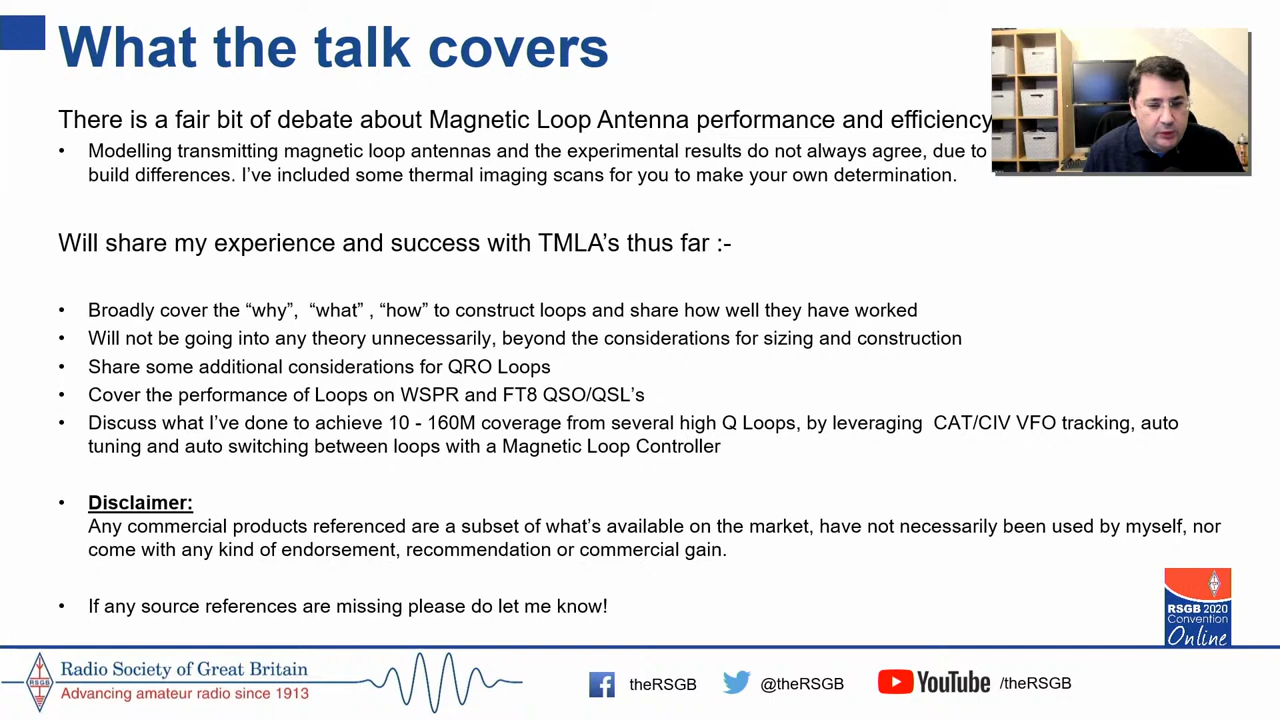 What the talk covers
There is a fair bit of debate about Magnetic Loop Antenna performance and efficiency
• Modelling transmitting magnetic loop antennas and the experimental results do not always agree, due to
build differences. I’ve included some thermal imaging scans for you to make your own determination.
Will share my experience and success with TMLA’s thus far :-
• Broadly cover the “why”, “what” , “how” to construct loops and share how well they have worked
• Will not be going into any theory unnecessarily, beyond the considerations for sizing and construction
• Share some additional considerations for QRO Loops
• Cover the performance of Loops on WSPR and FT8 QSO/QSL’s
• Discuss what I’ve done to achieve 10 - 160M coverage from several high Q Loops, by leveraging CAT/CIV VFO tracking, auto
tuning and auto switching between loops with a Magnetic Loop Controller
• Disclaimer:
Any commercial products referenced are a subset of what’s available on the market, have not necessarily been used by myself, nor
come with any kind of endorsement, recommendation or commercial gain.
• If any source references are missing please do let me know!
RSGB 2020
Convention
Online
Radio Society of Great Britain
Advancing amateur radio since 1913
theRSGB
@theRSGB
YouTube /theRSGB